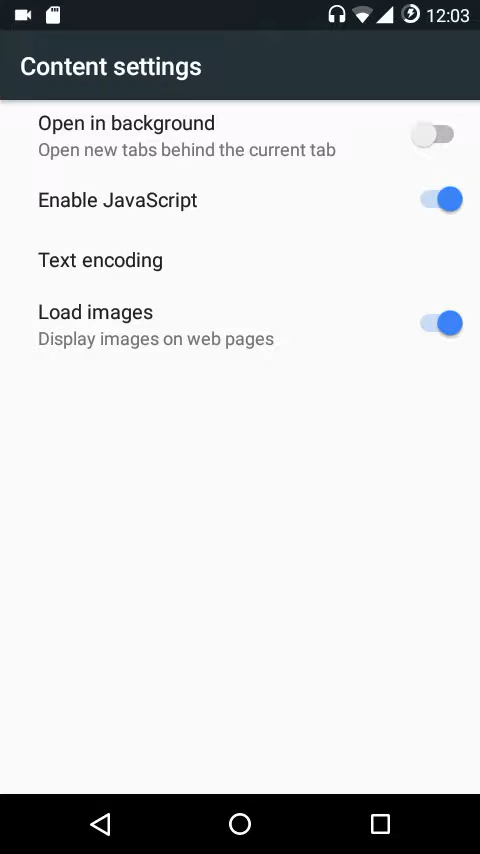 12:03
Content settings
Open in background
Open new tabs behind the current tab
Enable JavaScript
Text encoding
Load images
Display images on web pages